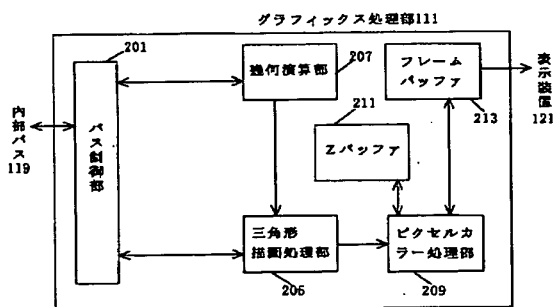 グラフィックス処理部111
201
幾何演算部
207
フレーム
バッファ
213
表示装置
121
内部バス
119
バス制御部
211
Zバッファ
三角形
描画処理部
205
ピクセルカ
ラー処理部
209